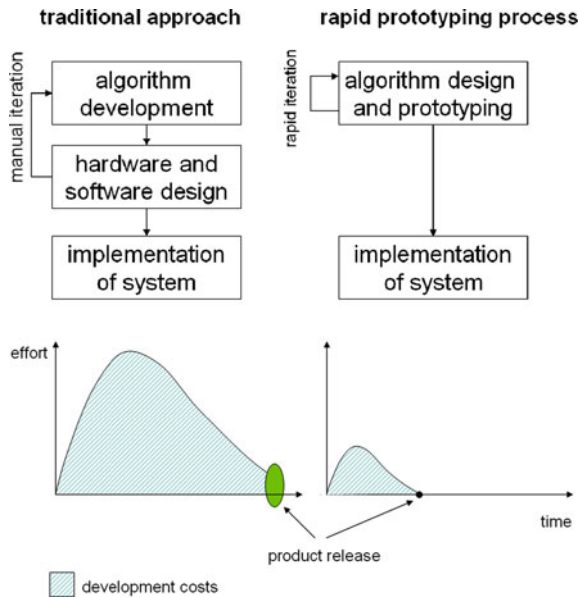 traditional approach
rapid prototyping process
manual iteration
algorithm
development
hardware and
software design
implementation
of system
rapid iteration
algorithm design
and prototyping
implementation
of system
effort
time
product release
development costs